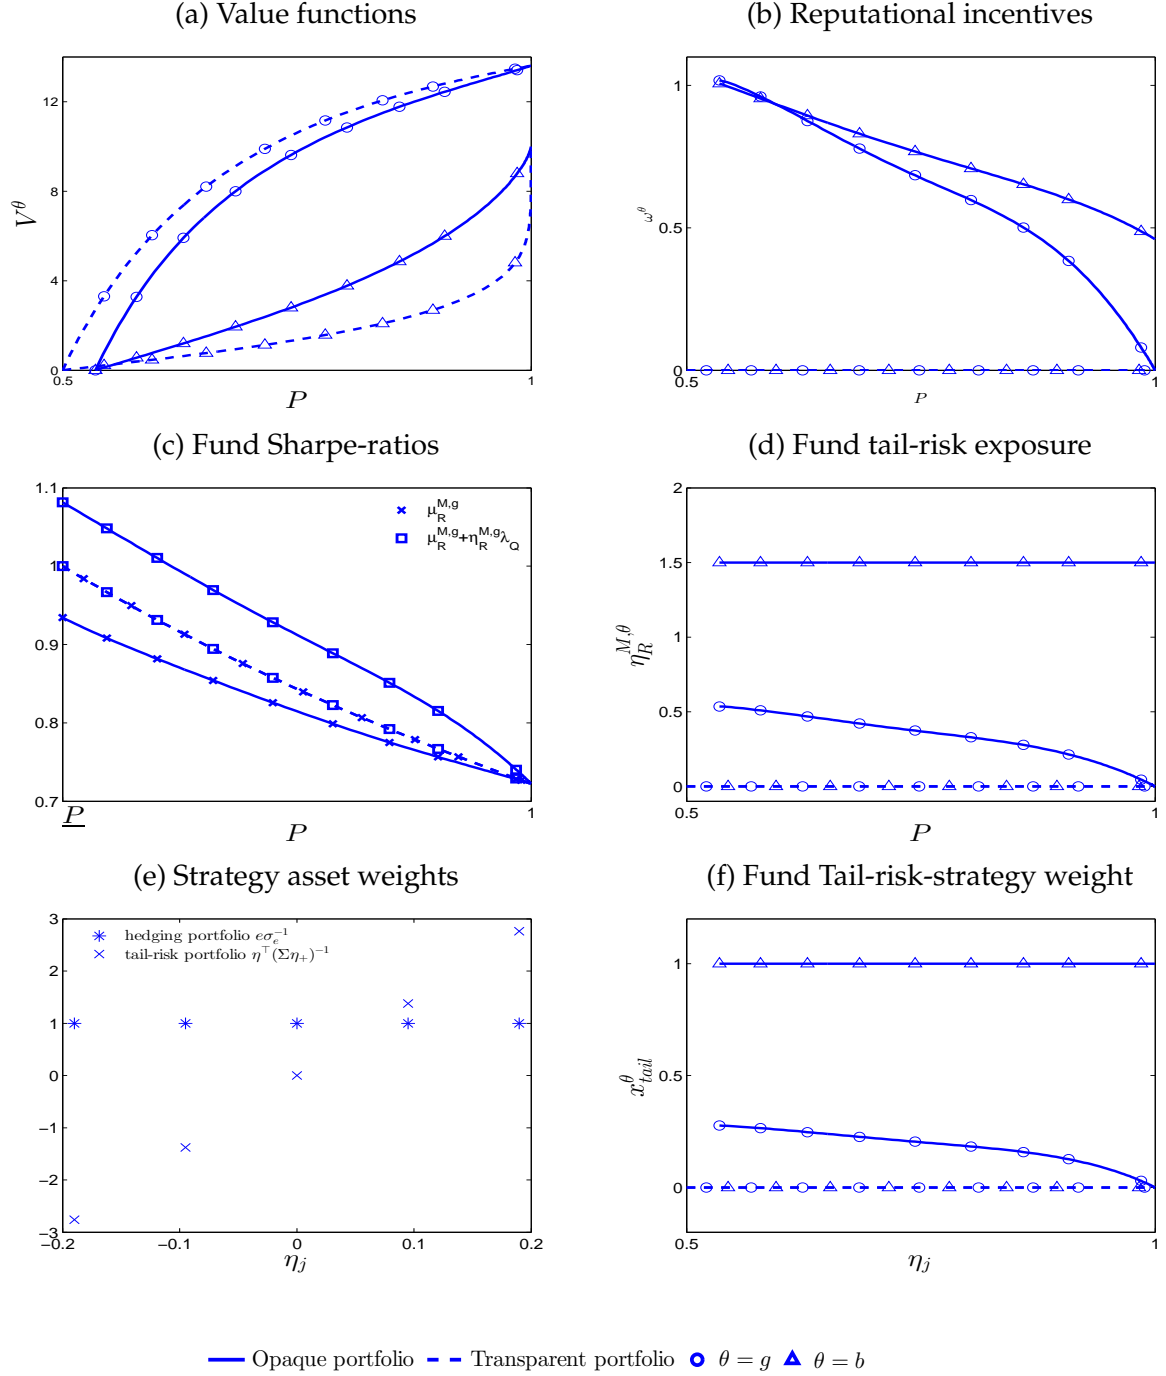 (a) Value functions
(b) Reputational incentives
V^θ
12
8
4
0
0.5
1
P
ω^θ
1
0.5
0
0.5
1
P
(c) Fund Sharpe-ratios
(d) Fund tail-risk exposure
1.1
1
0.9
0.8
0.7
μ_R^{M,g}
μ_R^{M,g}+η_R^{M,g}λ_Q
P
1
P
η_R^{M,θ}
2
1.5
1
0.5
0
0.5
1
P
(e) Strategy asset weights
(f) Fund Tail-risk-strategy weight
3
2
1
0
−1
−2
−3
hedging portfolio eσ_e^{-1}
tail-risk portfolio η^⊤(Ση_+)^{-1}
−0.2
−0.1
0
0.1
0.2
η_j
x_{tail}^θ
1
0.5
0
0.5
1
η_j
Opaque portfolio Transparent portfolio θ = g θ = b